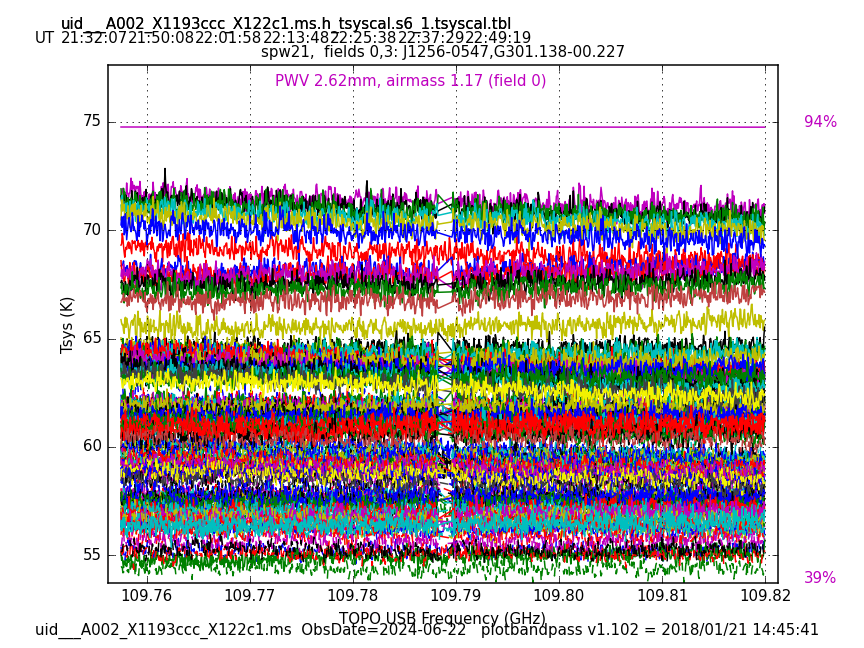 uid___A002_X1193ccc_X122c1.ms.h_tsyscal.s6_1.tsyscal.tbl
UT 21:32:07 21:50:08 22:01:58 22:13:48 22:25:38 22:37:29 22:49:19
spw21,  fields 0,3: J1256-0547,G301.138-00.227
PWV 2.62mm, airmass 1.17 (field 0)
75
94%
70
65
Tsys (K)
60
55
39%
109.76 109.77 109.78 109.79 109.80 109.81 109.82
TOPO USB Frequency (GHz)
uid___A002_X1193ccc_X122c1.ms  ObsDate=2024-06-22   plotbandpass v1.102 = 2018/01/21 14:45:41